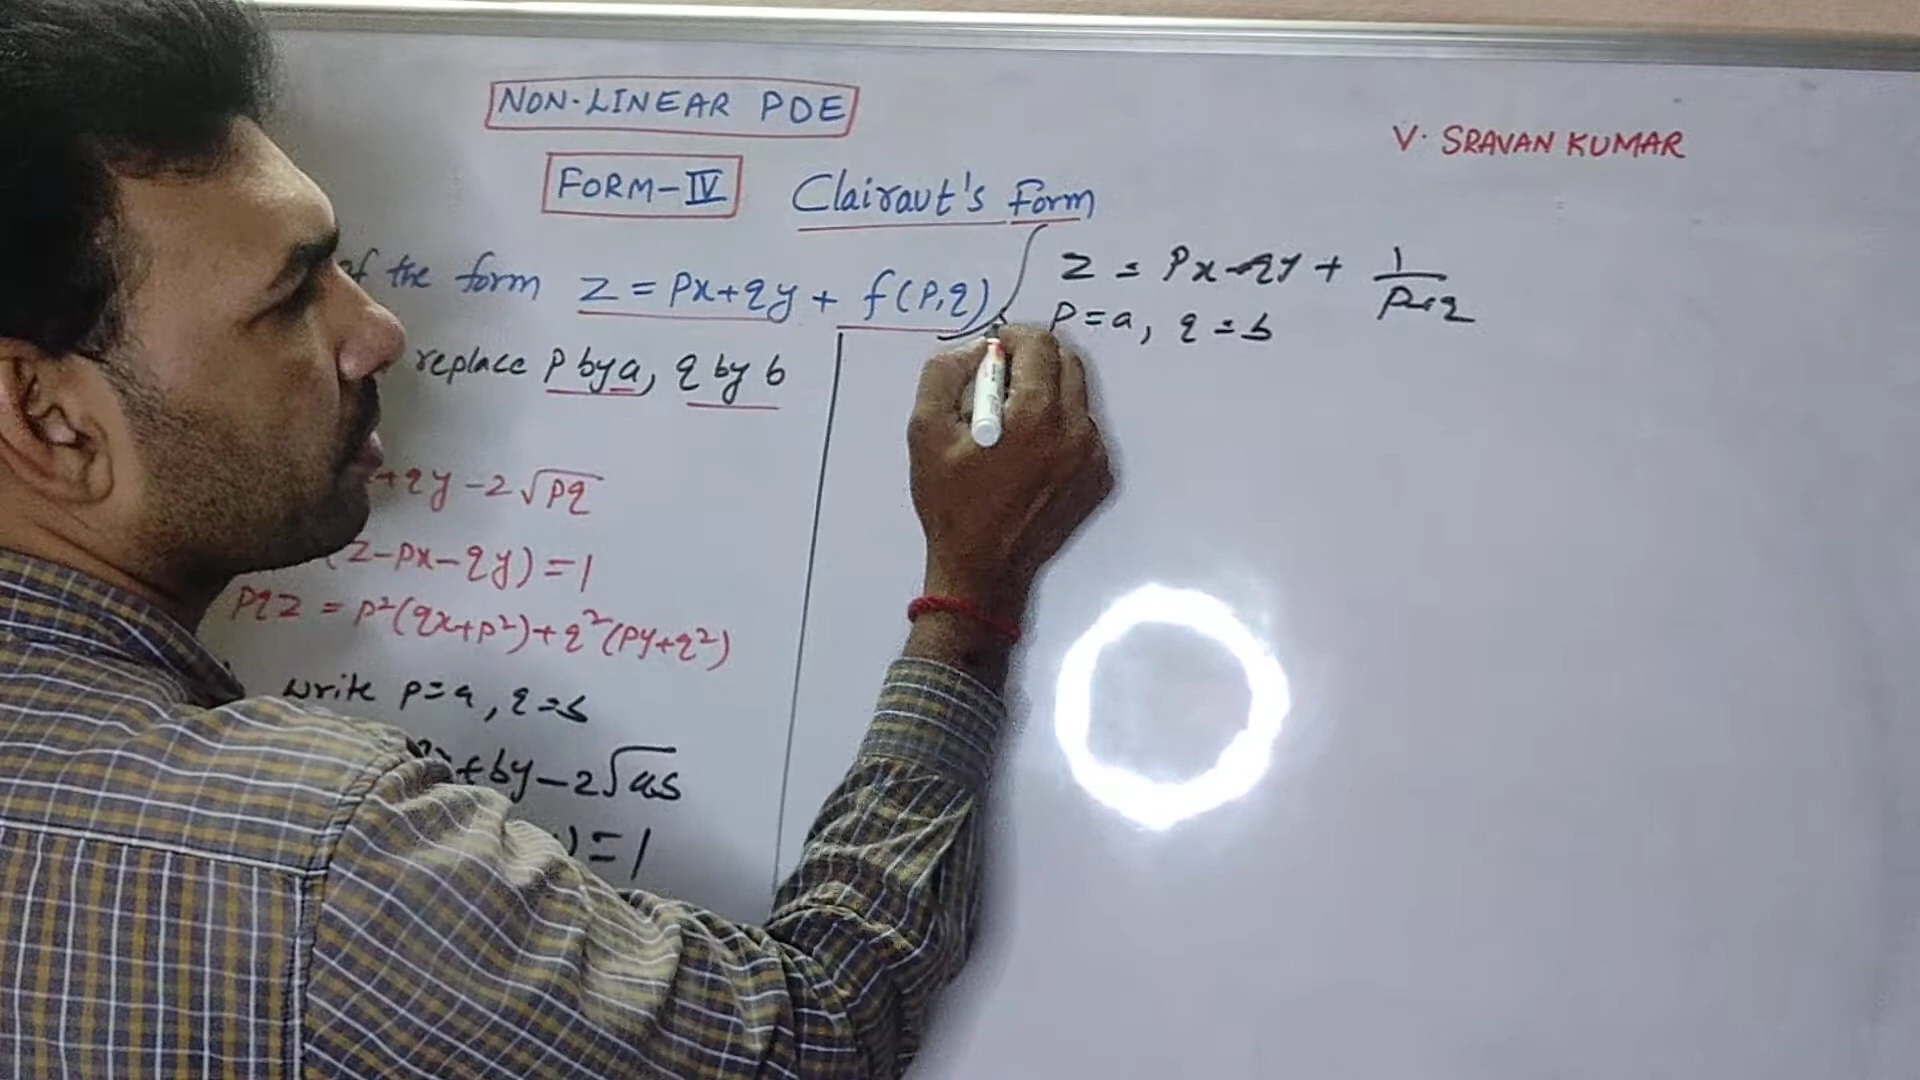 NON-LINEAR PDE
V. SRAVAN KUMAR
FORM-IV Clairaut's Form
of the form z = px+qy + f(p,q)
replace p by a, q by b
+qy-2√pq
(z-px-qy)=1
pqz = p²(qx+p²)+q²(py+q²)
write p=a, q=b
+by-2√ab
)=1
z = px+qy + 1/p+q
p=a, q=b